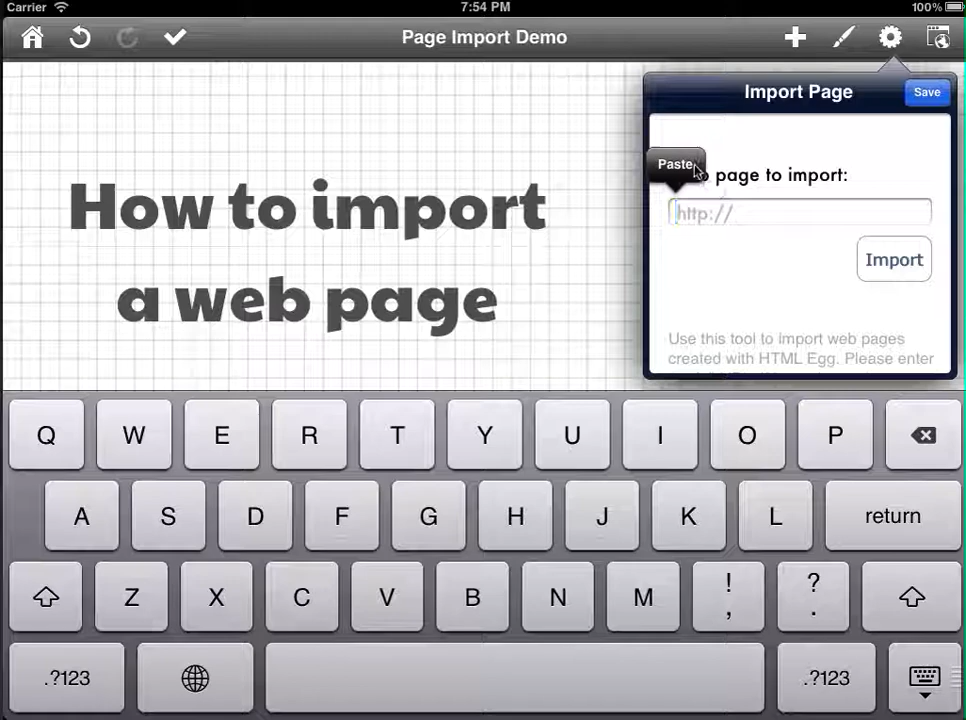 Carrier 7:54 PM 100%
Page Import Demo
Import Page Save
How to import
a web page
Paste
page to import:
http://
Import
Use this tool to import web pages
created with HTML Egg. Please enter
Q W E R T Y U I O P
A S D F G H J K L return
Z X C V B N M ! , ? .
.?123 .?123